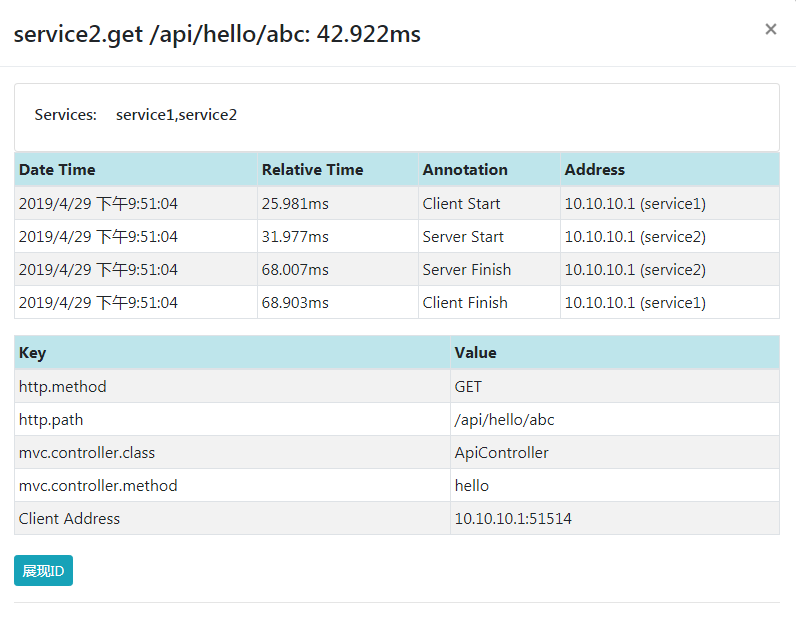 service2.get /api/hello/abc: 42.922ms ×
Services: service1,service2
Date Time Relative Time Annotation Address
2019/4/29 下午9:51:04 25.981ms Client Start 10.10.10.1 (service1)
2019/4/29 下午9:51:04 31.977ms Server Start 10.10.10.1 (service2)
2019/4/29 下午9:51:04 68.007ms Server Finish 10.10.10.1 (service2)
2019/4/29 下午9:51:04 68.903ms Client Finish 10.10.10.1 (service1)
Key Value
http.method GET
http.path /api/hello/abc
mvc.controller.class ApiController
mvc.controller.method hello
Client Address 10.10.10.1:51514
展现ID